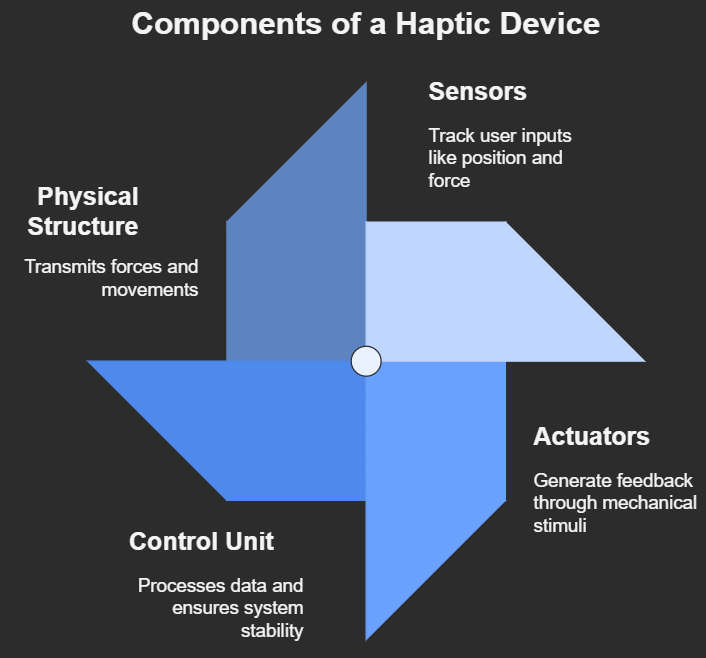 Components of a Haptic Device
Sensors
Track user inputs
like position and
force
Physical
Structure
Transmits forces and
movements
Actuators
Generate feedback
through mechanical
stimuli
Control Unit
Processes data and
ensures system
stability